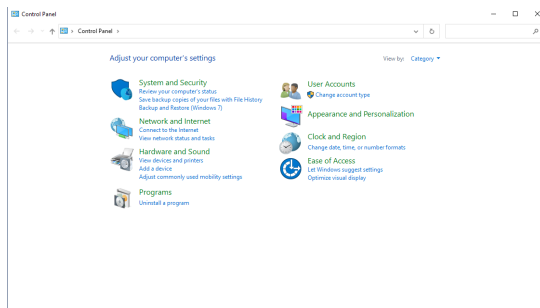 Control Panel
Control Panel
Adjust your computer's settings
View by: Category
System and Security
Review your computer's status
Save backup copies of your files with File History
Backup and Restore (Windows 7)
Network and Internet
Connect to the Internet
View network status and tasks
Hardware and Sound
View devices and printers
Add a device
Adjust commonly used mobility settings
Programs
Uninstall a program
User Accounts
Change account type
Appearance and Personalization
Clock and Region
Change date, time, or number formats
Ease of Access
Let Windows suggest settings
Optimize visual display